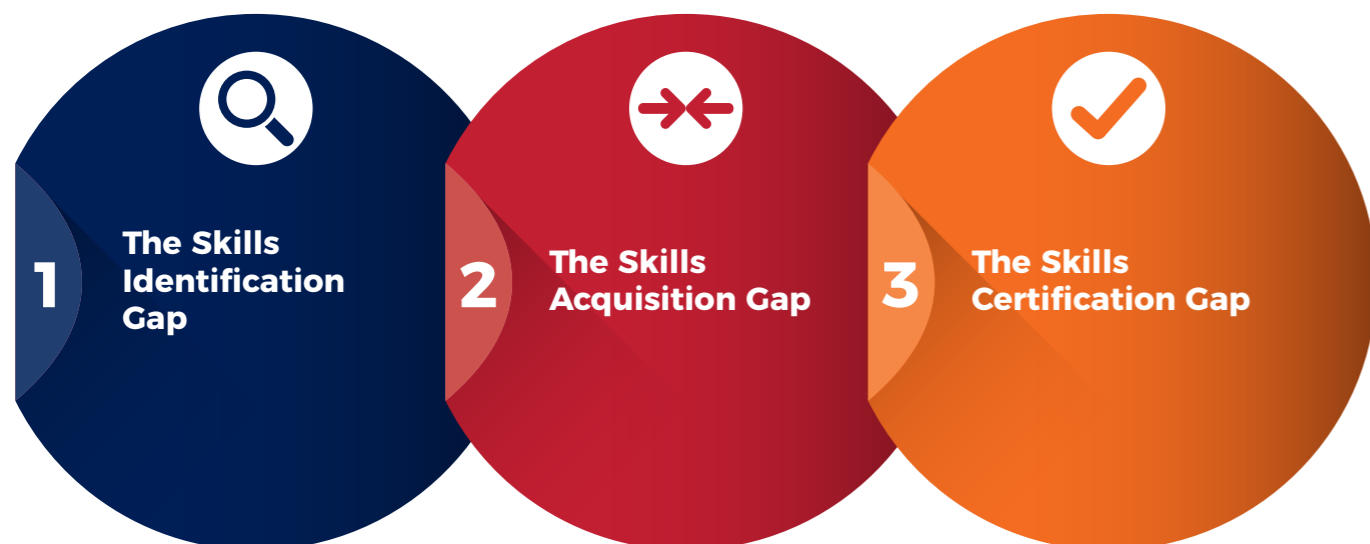 1
The Skills
Identification
Gap
2
The Skills
Acquisition Gap
3
The Skills
Certification Gap